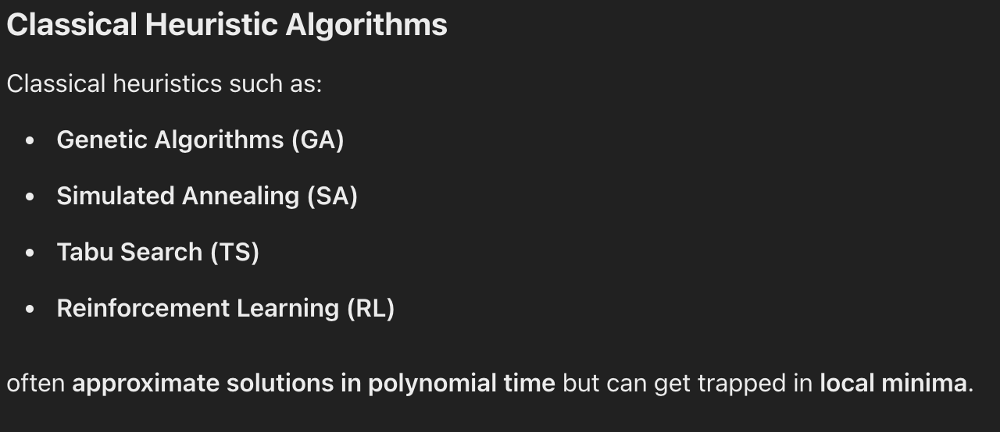 Classical Heuristic Algorithms
Classical heuristics such as:
• Genetic Algorithms (GA)
• Simulated Annealing (SA)
• Tabu Search (TS)
• Reinforcement Learning (RL)
often approximate solutions in polynomial time but can get trapped in local minima.